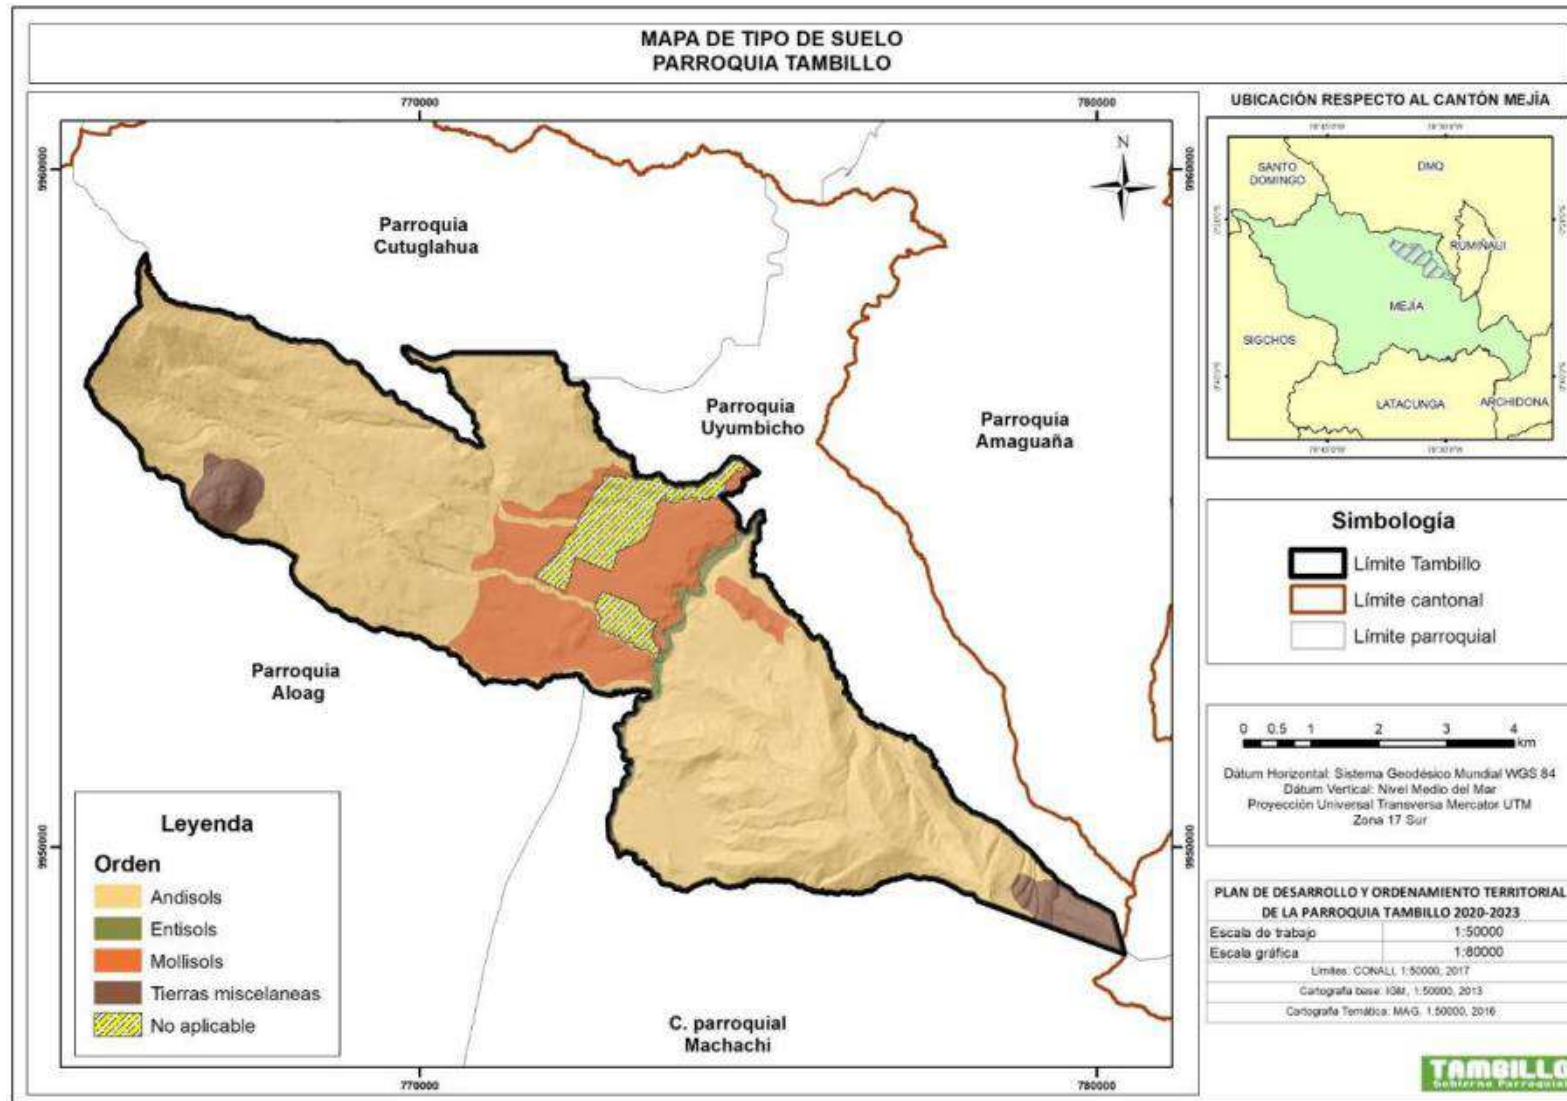 MAPA DE TIPO DE SUELO
PARROQUIA TAMBILLO
770000
780000
9960000
9960000
N
Parroquia
Cutuglahua
Parroquia
Uyumbicho
Parroquia
Amaguaña
Parroquia
Aloag
C. parroquial
Machachi
9950000
9950000
770000
780000
Leyenda
Orden
Andisols
Entisols
Mollisols
Tierras miscelaneas
No aplicable
UBICACIÓN RESPECTO AL CANTÓN MEJÍA
SANTO
DOMINGO
DMQ
RUMIÑAUI
MEJÍA
SIGCHOS
LATACUNGA
ARCHIDONA
Simbología
Límite Tambillo
Límite cantonal
Límite parroquial
0 0.5 1 2 3 4
km
Dátum Horizontal: Sistema Geodésico Mundial WGS 84
Dátum Vertical: Nivel Medio del Mar
Proyección Universal Transversa Mercator UTM
Zona 17 Sur
PLAN DE DESARROLLO Y ORDENAMIENTO TERRITORIAL
DE LA PARROQUIA TAMBILLO 2020-2023
Escala de trabajo 1:50000
Escala gráfica 1:80000
Límites: CONALI, 1:50000, 2017
Cartografía base: IGM, 1:50000, 2013
Cartografía Temática: MAG, 1:50000, 2016
TAMBILLO
Gobierno Parroquial